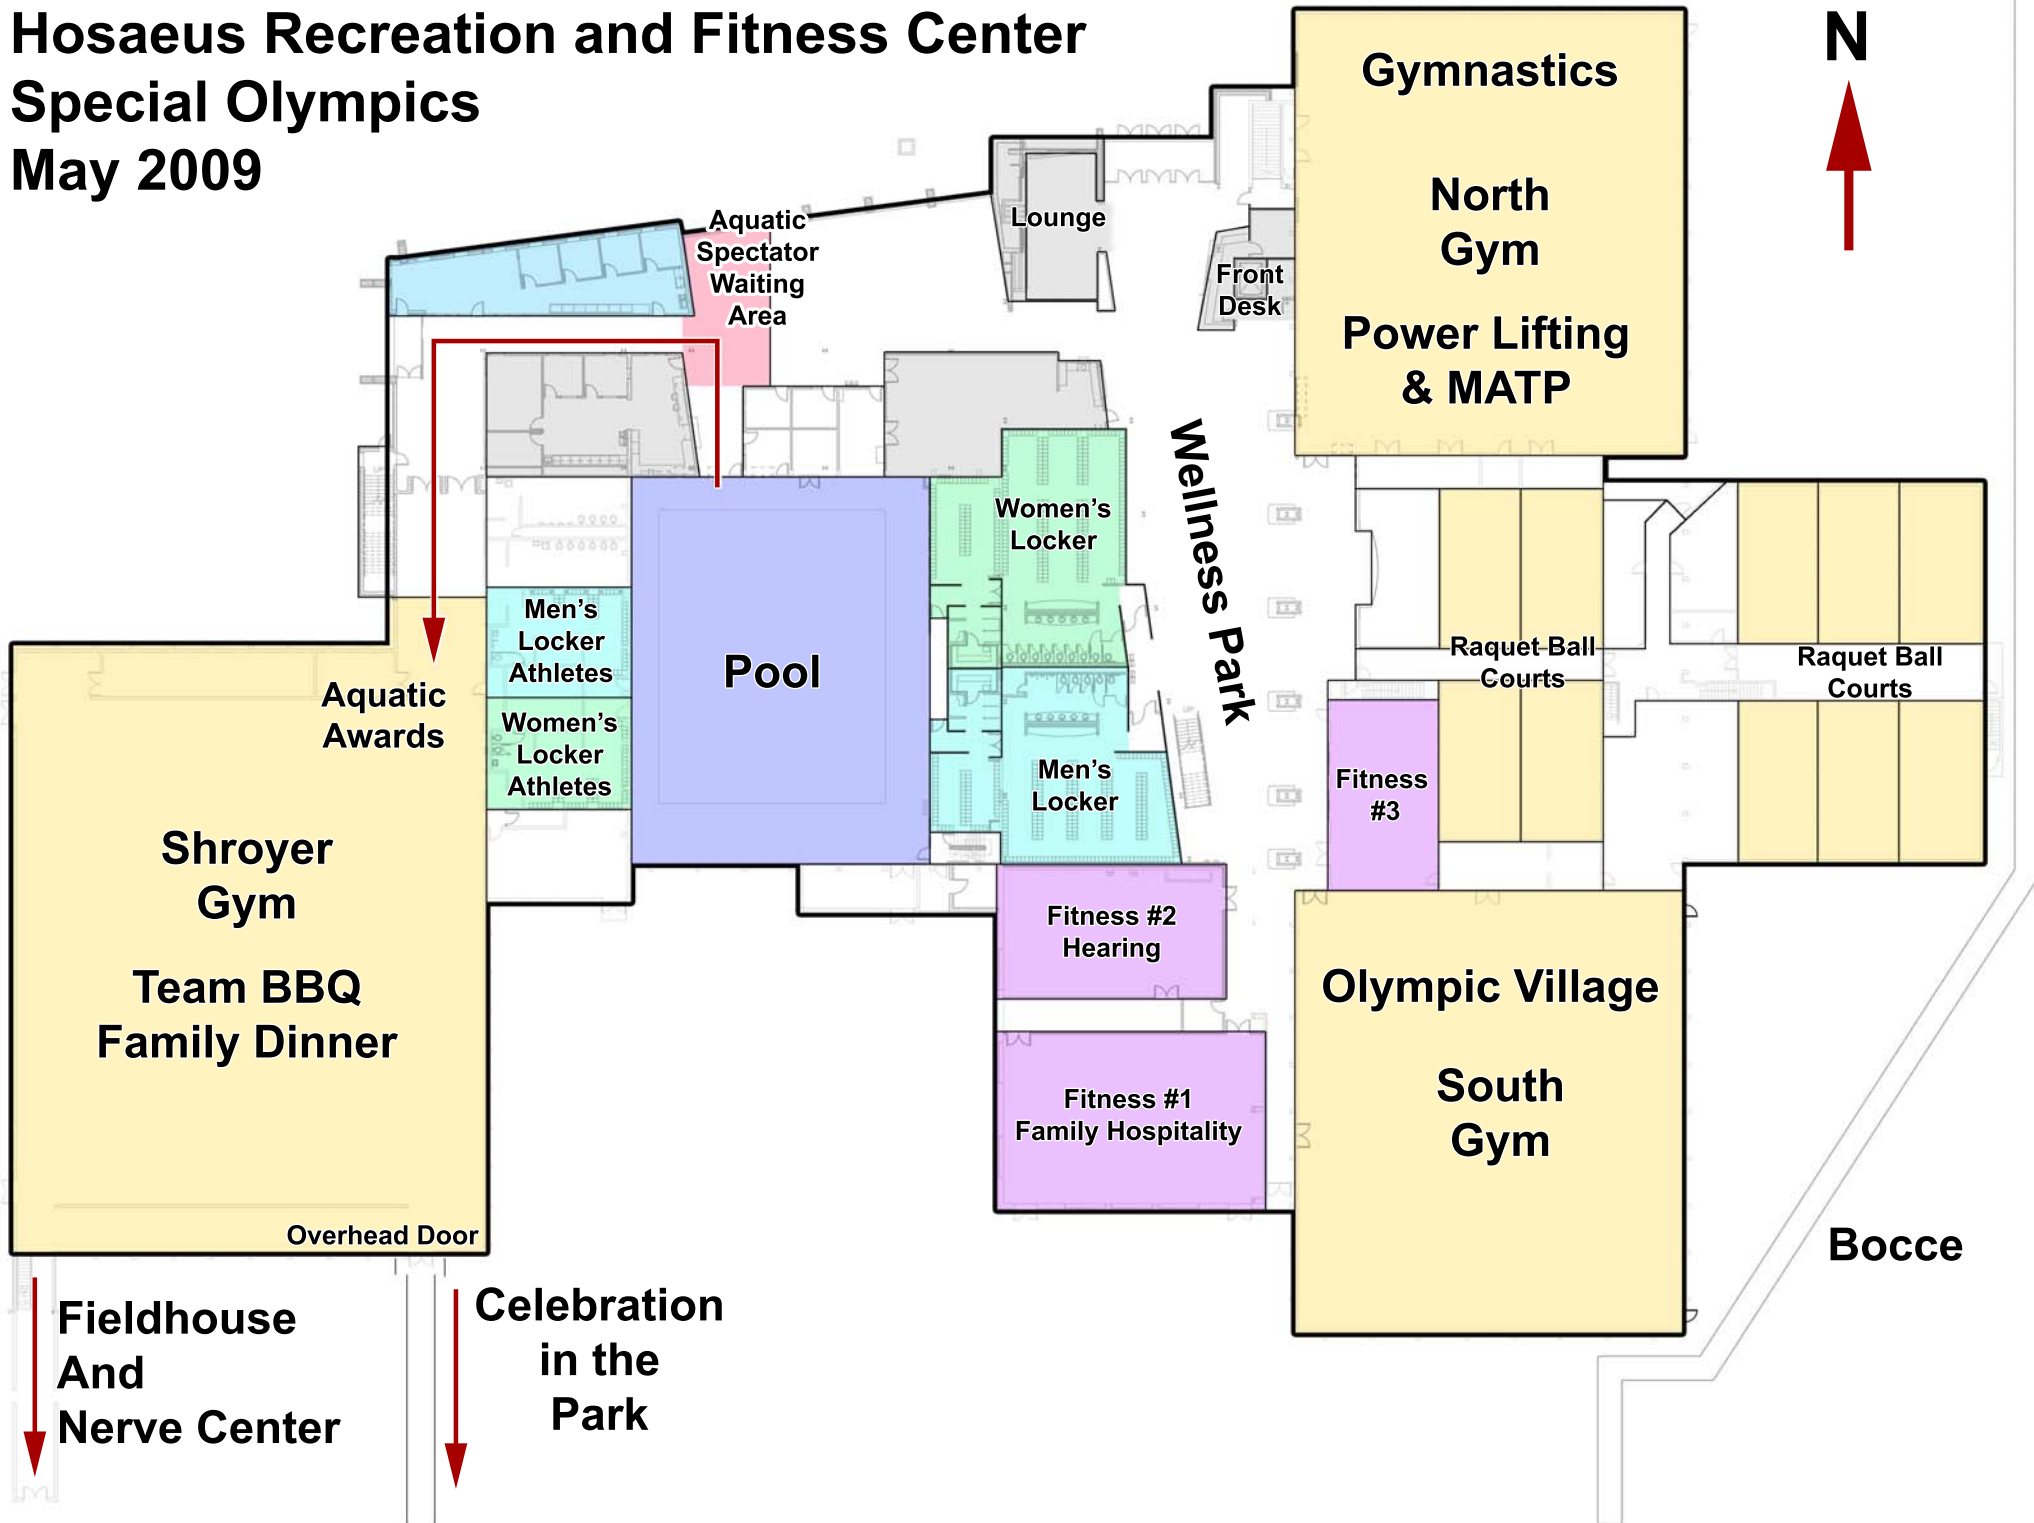 Hosaeus Recreation and Fitness Center
Special Olympics
May 2009
N
Gymnastics
North
Gym
Power Lifting
& MATP
Aquatic
Spectator
Waiting
Area
Lounge
Front
Desk
Wellness Park
Women's
Locker
Men's
Locker
Athletes
Women's
Locker
Athletes
Pool
Men's
Locker
Raquet Ball
Courts
Raquet Ball
Courts
Fitness
#3
Aquatic
Awards
Shroyer
Gym
Team BBQ
Family Dinner
Overhead Door
Fitness #2
Hearing
Fitness #1
Family Hospitality
Olympic Village
South
Gym
Bocce
Fieldhouse
And
Nerve Center
Celebration
in the
Park